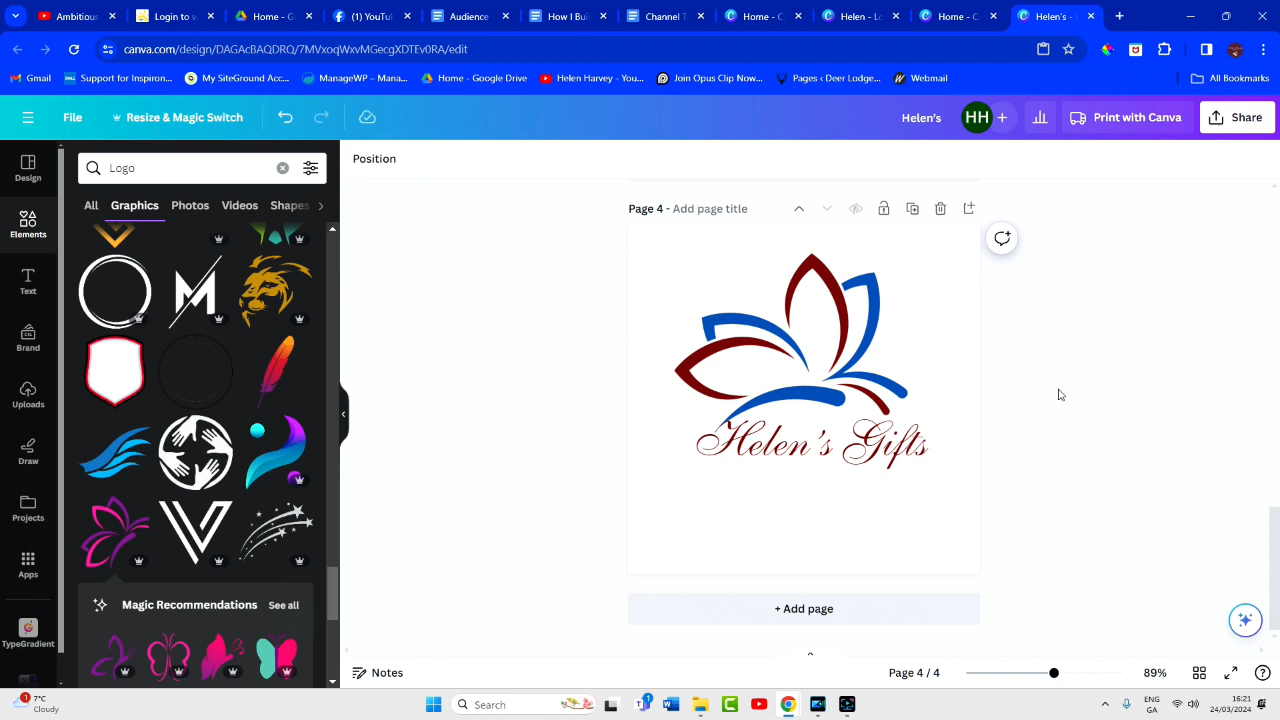 Ambitious
Login to v
Home - G
(1) YouTu
Audience
How I Bui
Channel T
Home - C
Helen - Lo
Home - C
Helen's -
canva.com/design/DAGAcBAQDRQ/7MVxoqWxvMGecgXDTEv0RA/edit
Gmail
Support for Inspiron...
My SiteGround Acc...
ManageWP – Mana...
Home - Google Drive
Helen Harvey - You...
Join Opus Clip Now...
Pages ‹ Deer Lodge...
Webmail
All Bookmarks
File
Resize & Magic Switch
Helen's
HH
Print with Canva
Share
Design
Elements
Text
Brand
Uploads
Draw
Projects
Apps
TypeGradient
Logo
All
Graphics
Photos
Videos
Shapes
M
V
Magic Recommendations
See all
Position
Page 4 - Add page title
Helen's Gifts
+ Add page
Notes
Page 4 / 4
89%
1
7°C
Cloudy
Search
1
ENG
GA
16:21
24/03/2024